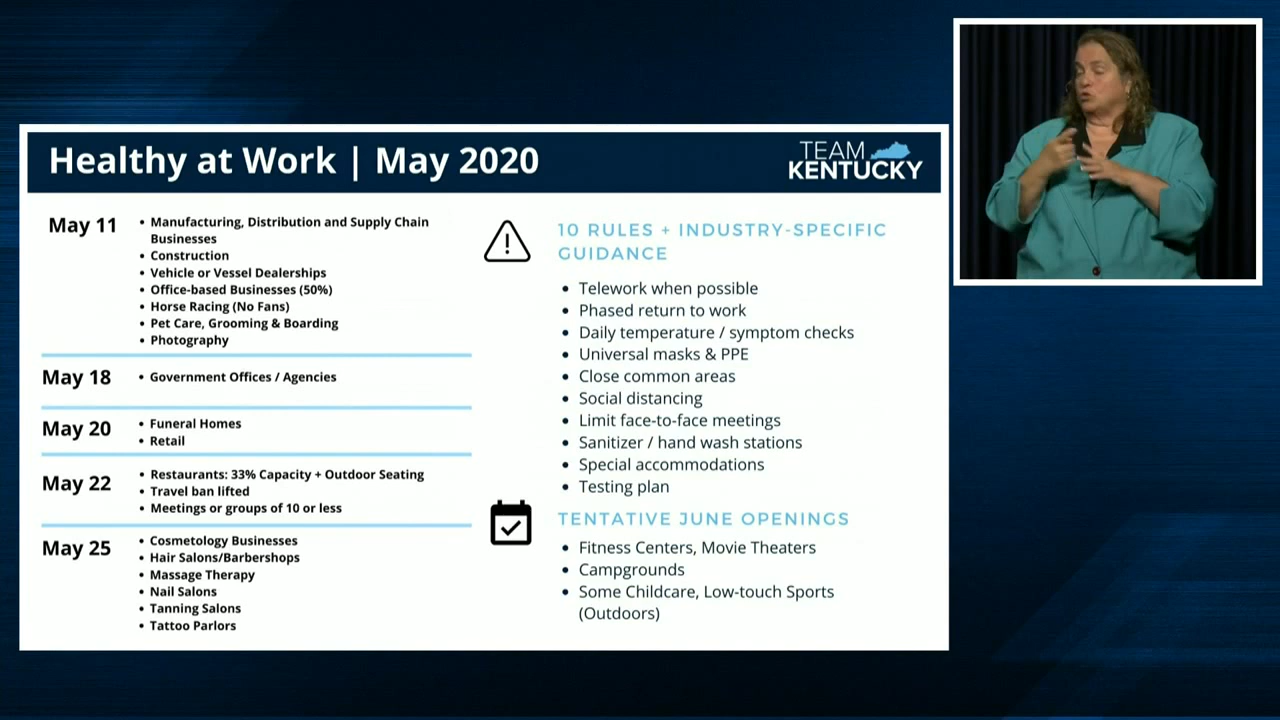 Healthy at Work | May 2020
TEAM
KENTUCKY
May 11
• Manufacturing, Distribution and Supply Chain
Businesses
• Construction
• Vehicle or Vessel Dealerships
• Office-based Businesses (50%)
• Horse Racing (No Fans)
• Pet Care, Grooming & Boarding
• Photography
May 18
• Government Offices / Agencies
May 20
• Funeral Homes
• Retail
May 22
• Restaurants: 33% Capacity + Outdoor Seating
• Travel ban lifted
• Meetings or groups of 10 or less
May 25
• Cosmetology Businesses
• Hair Salons/Barbershops
• Massage Therapy
• Nail Salons
• Tanning Salons
• Tattoo Parlors
10 RULES + INDUSTRY-SPECIFIC
GUIDANCE
• Telework when possible
• Phased return to work
• Daily temperature / symptom checks
• Universal masks & PPE
• Close common areas
• Social distancing
• Limit face-to-face meetings
• Sanitizer / hand wash stations
• Special accommodations
• Testing plan
TENTATIVE JUNE OPENINGS
• Fitness Centers, Movie Theaters
• Campgrounds
• Some Childcare, Low-touch Sports
(Outdoors)